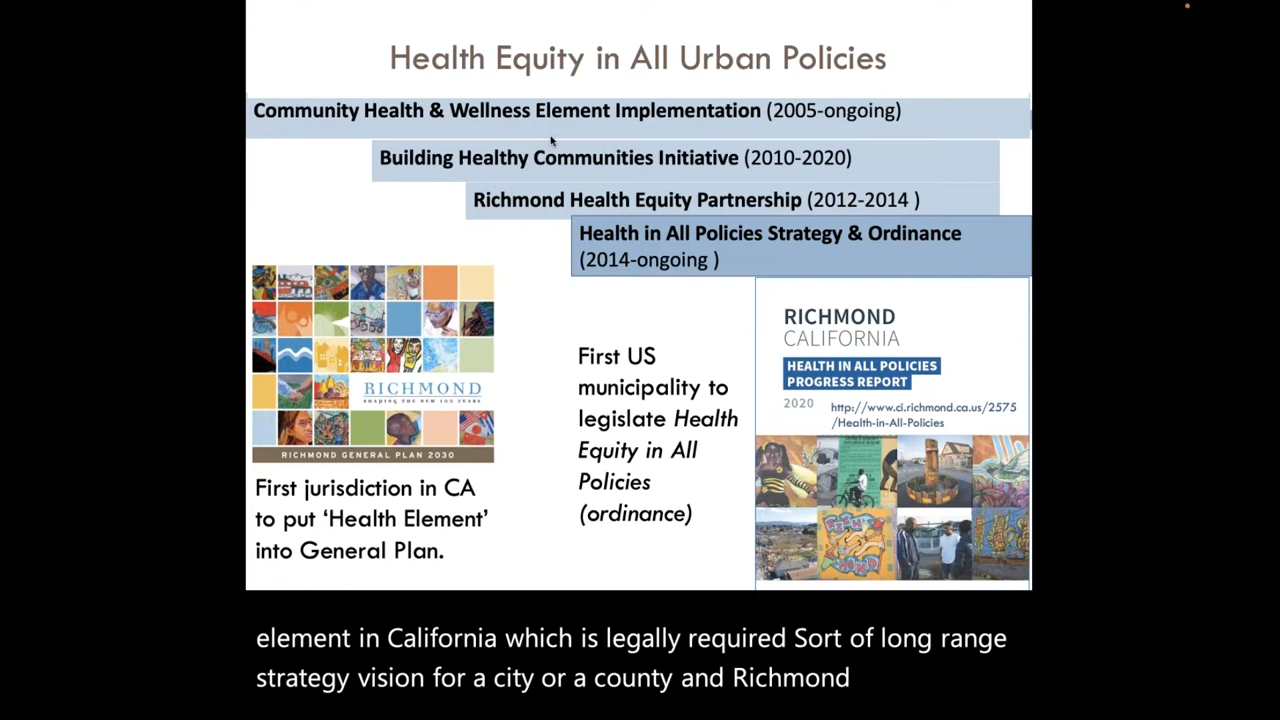 Health Equity in All Urban Policies
Community Health & Wellness Element Implementation (2005-ongoing)
Building Healthy Communities Initiative (2010-2020)
Richmond Health Equity Partnership (2012-2014 )
Health in All Policies Strategy & Ordinance
(2014-ongoing )
RICHMOND
SHAPING THE NEW 100 YEARS
RICHMOND GENERAL PLAN 2030
First jurisdiction in CA
to put ‘Health Element’
into General Plan.
First US
municipality to
legislate Health
Equity in All
Policies
(ordinance)
RICHMOND
CALIFORNIA
HEALTH IN ALL POLICIES
PROGRESS REPORT
2020
http://www.ci.richmond.ca.us/2575
/Health-in-All-Policies
element in California which is legally required Sort of long range
strategy vision for a city or a county and Richmond